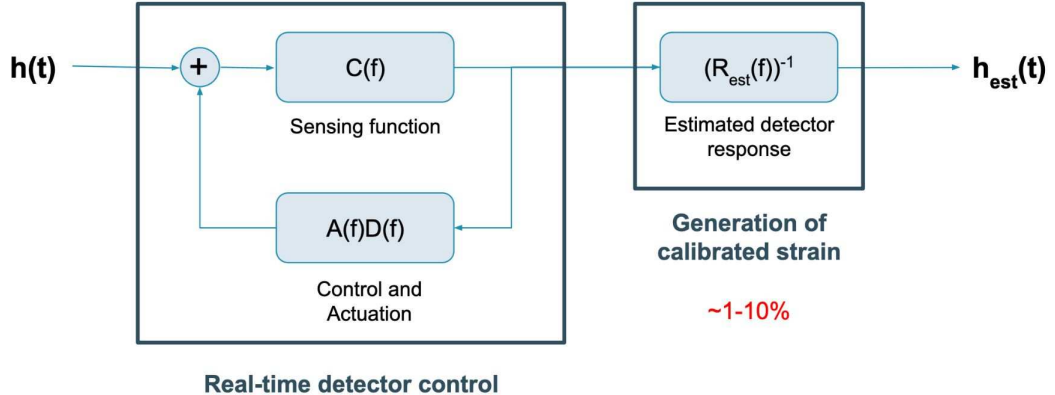 h(t)
+
C(f)
Sensing function
A(f)D(f)
Control and
Actuation
Real-time detector control
(R_est(f))⁻¹
Estimated detector
response
Generation of
calibrated strain
~1-10%
h_est(t)